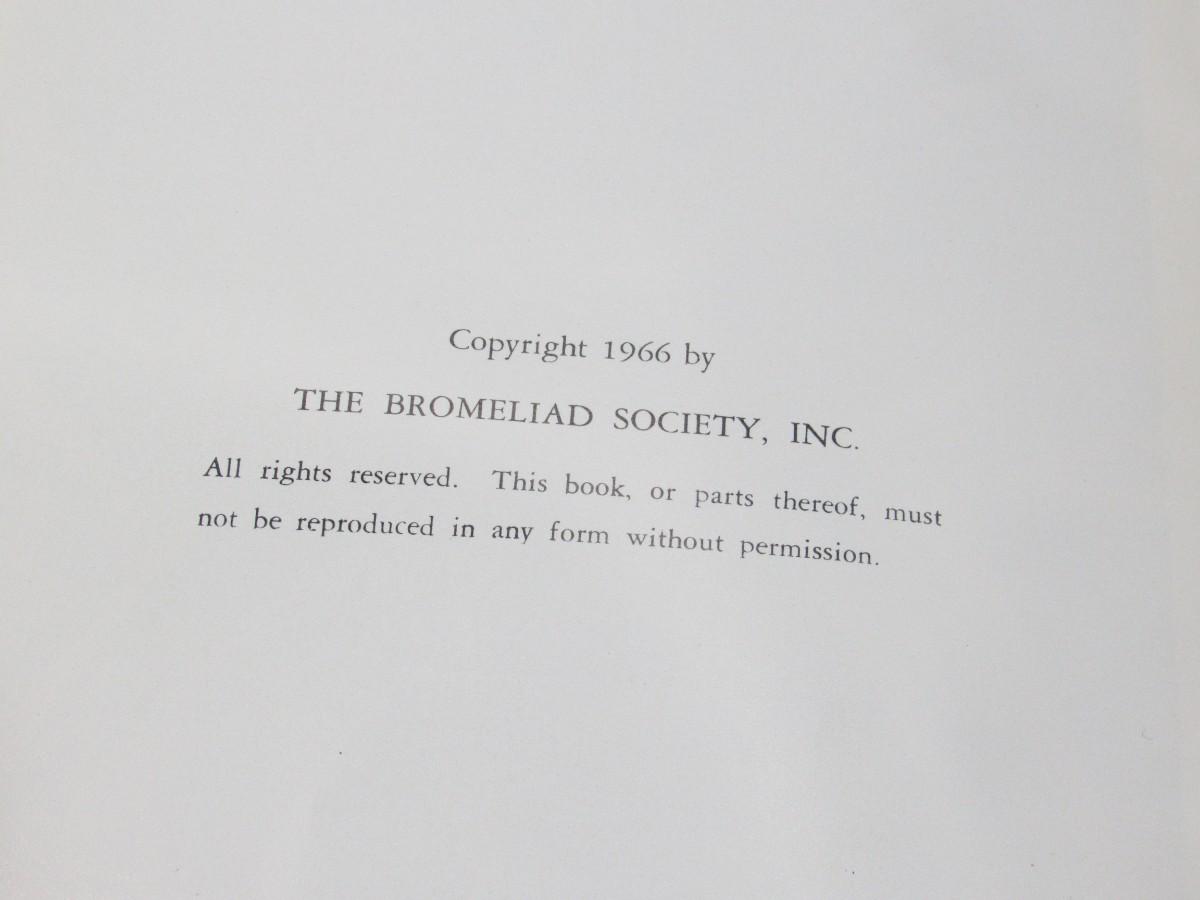 Copyright 1966 by
THE BROMELIAD SOCIETY, INC.
All rights reserved. This book, or parts thereof, must
not be reproduced in any form without permission.